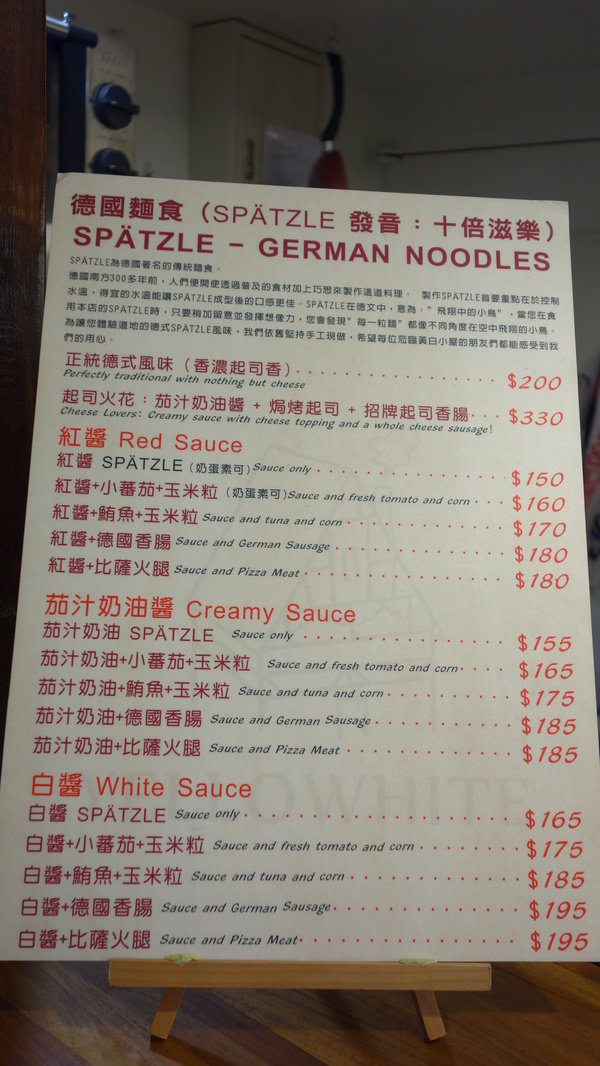 德國麵食（SPÄTZLE 發音：十倍滋樂）
SPÄTZLE - GERMAN NOODLES
SPÄTZLE為德國著名的傳統麵食。
德國南方300多年前，人們便開使透過普及的食材加上巧思來製作這道料理。 製作SPÄTZLE首要重點在於控制
水溫，得宜的水溫能讓SPÄTZLE成型後的口感更佳。SPÄTZLE在德文中，意為："飛翔中的小鳥"，當您在食
用本店的SPÄTZLE時，只要稍加留意並發揮想像力，您會發現"每一粒麵"都像不同角度在空中飛翔的小鳥。
為讓您體驗道地的德式SPÄTZLE風味，我們依舊堅持手工現做，希望每位蒞臨黃白小屋的朋友們都能感受到我
們的用心。
正統德式風味（香濃起司香） $200
Perfectly traditional with nothing but cheese
起司火花：茄汁奶油醬 + 焗烤起司 + 招牌起司香腸 $330
Cheese Lovers: Creamy sauce with cheese topping and a whole cheese sausage!
紅醬 Red Sauce
紅醬 SPÄTZLE（奶蛋素可）Sauce only $150
紅醬+小蕃茄+玉米粒（奶蛋素可）Sauce and fresh tomato and corn $160
紅醬+鮪魚+玉米粒 Sauce and tuna and corn $170
紅醬+德國香腸 Sauce and German Sausage $180
紅醬+比薩火腿 Sauce and Pizza Meat $180
茄汁奶油醬 Creamy Sauce
茄汁奶油 SPÄTZLE Sauce only $155
茄汁奶油+小蕃茄+玉米粒 Sauce and fresh tomato and corn $165
茄汁奶油+鮪魚+玉米粒 Sauce and tuna and corn $175
茄汁奶油+德國香腸 Sauce and German Sausage $185
茄汁奶油+比薩火腿 Sauce and Pizza Meat $185
白醬 White Sauce
白醬 SPÄTZLE Sauce only $165
白醬+小蕃茄+玉米粒 Sauce and fresh tomato and corn $175
白醬+鮪魚+玉米粒 Sauce and tuna and corn $185
白醬+德國香腸 Sauce and German Sausage $195
白醬+比薩火腿 Sauce and Pizza Meat $195